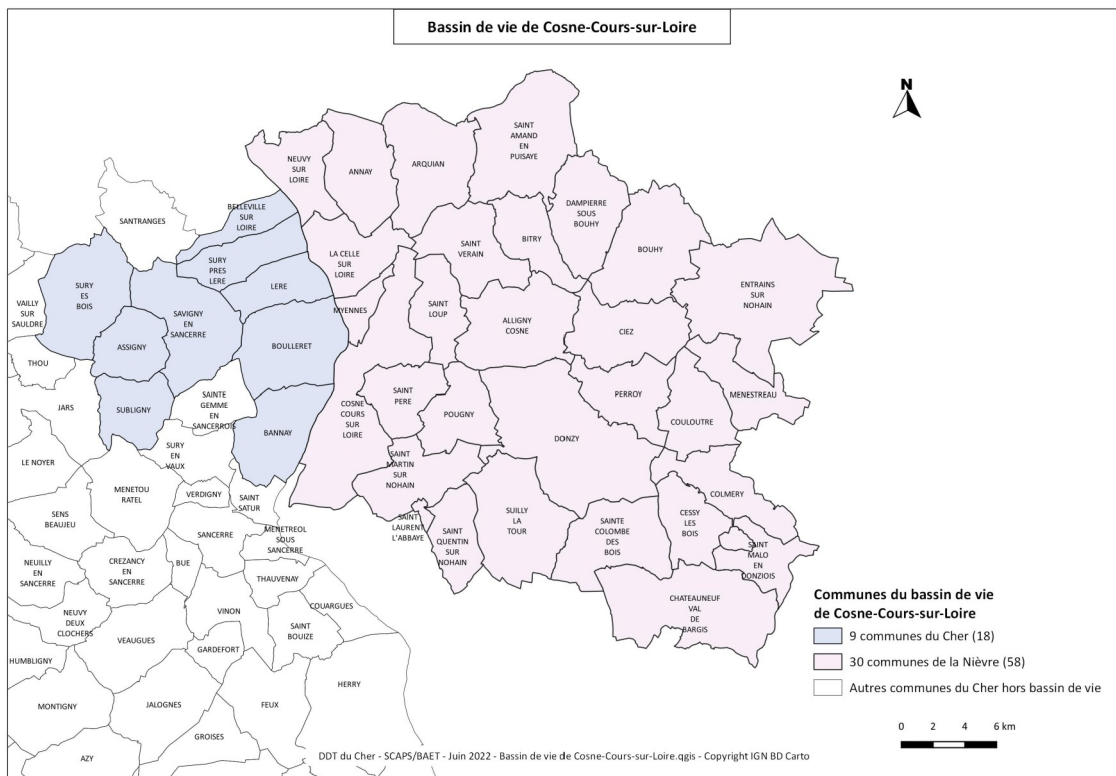 Bassin de vie de Cosne-Cours-sur-Loire
N
SAINT
AMAND
EN
PUISAYE
NEUVY
SUR
LOIRE
ANNAY
ARQUIAN
DAMPIERRE
SOUS
BOUHY
BELLEVILLE
SUR
LOIRE
SANTRANGES
BITRY
BOUHY
SAINT
VERAIN
LA CELLE
SUR
LOIRE
SURY
PRES
LERE
LERE
SURY
ES
BOIS
ENTRAINS
SUR
NOHAIN
VAILLY
SUR
SAULDRE
SAVIGNY
EN
SANCERRE
MYENNES
SAINT
LOUP
ALLIGNY
COSNE
CIEZ
ASSIGNY
BOULLERET
THOU
JARS
SUBLIGNY
SAINTE
GEMME
EN
SANCERROIS
COSNE
COURS
SUR
LOIRE
SAINT
PERE
POUGNY
PERROY
MENESTREAU
COULOUTRE
BANNAY
DONZY
LE NOYER
SURY
EN
VAUX
SAINT
MARTIN
SUR
NOHAIN
MENETOU
RATEL
VERDIGNY
SAINT
SATUR
COLMERY
SENS
BEAUJEU
SANCERRE
MENETREOL
SOUS
SANCERRE
SAINT
LAURENT
L'ABBAYE
SAINT
QUENTIN
SUR
NOHAIN
SUILLY
LA
TOUR
SAINTE
COLOMBE
DES
BOIS
CESSY
LES
BOIS
SAINT
MALO
EN
DONZIOIS
NEUILLY
EN
SANCERRE
CREZANCY
EN
SANCERRE
BUE
THAUVENAY
CHATEAUNEUF
VAL
DE
BARGIS
NEUVY
DEUX
CLOCHERS
VEAUGUES
VINON
COUARGUES
SAINT
BOUIZE
GARDEFORT
HUMBLIGNY
HERRY
MONTIGNY
JALOGNES
FEUX
GROISES
AZY
Communes du bassin de vie
de Cosne-Cours-sur-Loire
9 communes du Cher (18)
30 communes de la Nièvre (58)
Autres communes du Cher hors bassin de vie
0 2 4 6 km
DDT du Cher - SCAPS/BAET - Juin 2022 - Bassin de vie de Cosne-Cours-sur-Loire.qgis - Copyright IGN BD Carto